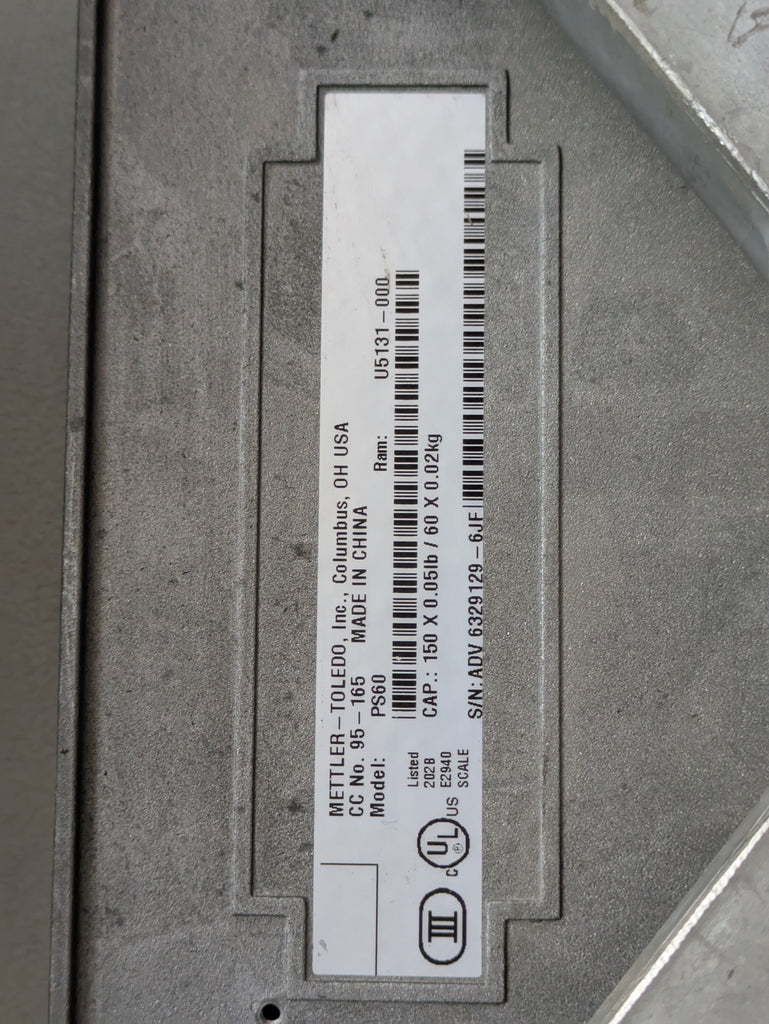 METTLER-TOLEDO, Inc., Columbus, OH USA
CC No. 95-165 MADE IN CHINA
Model: PS60 Ram: U5131-000
CAP.: 150 X 0.05lb / 60 X 0.02kg
S/N: ADV 6329129-6JF
III
C UL US
Listed
202B
E2940
SCALE